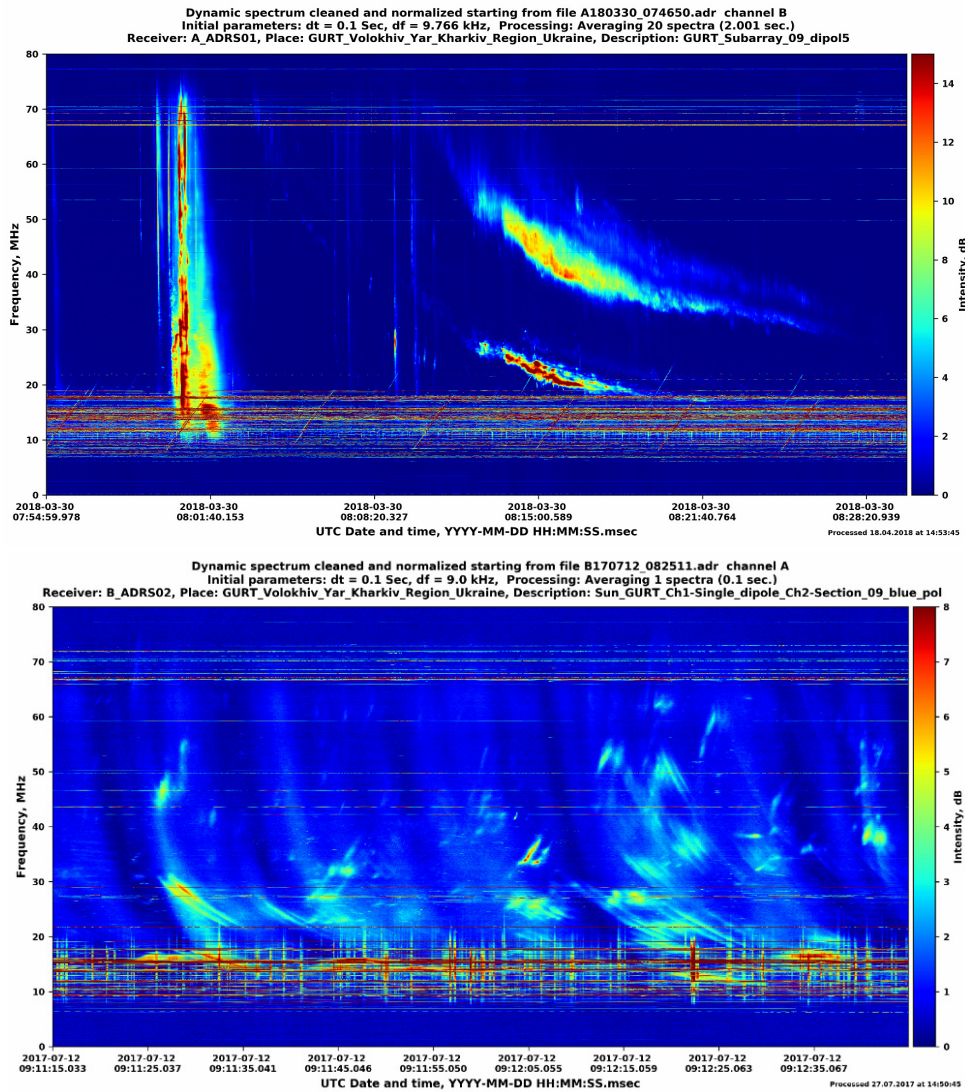 Dynamic spectrum cleaned and normalized starting from file A180330_074650.adr channel B
Initial parameters: dt = 0.1 Sec, df = 9.766 kHz, Processing: Averaging 20 spectra (2.001 sec.)
Receiver: A_ADRS01, Place: GURT_Volokhiv_Yar_Kharkiv_Region_Ukraine, Description: GURT_Subarray_09_dipol5
Frequency, MHz
80
70
60
50
40
30
20
10
0
14
12
10
8
6
4
2
0
Intensity, dB
2018-03-30 2018-03-30 2018-03-30 2018-03-30 2018-03-30 2018-03-30
07:54:59.978 08:01:40.153 08:08:20.327 08:15:00.589 08:21:40.764 08:28:20.939
UTC Date and time, YYYY-MM-DD HH:MM:SS.msec
Processed 18.04.2018 at 14:53:45
Dynamic spectrum cleaned and normalized starting from file B170712_082511.adr channel A
Initial parameters: dt = 0.1 Sec, df = 9.0 kHz, Processing: Averaging 1 spectra (0.1 sec.)
Receiver: B_ADRS02, Place: GURT_Volokhiv_Yar_Kharkiv_Region_Ukraine, Description: Sun_GURT_Ch1-Single_dipole_Ch2-Section_09_blue_pol
Frequency, MHz
80
70
60
50
40
30
20
10
0
8
7
6
5
4
3
2
1
0
Intensity, dB
2017-07-12 2017-07-12 2017-07-12 2017-07-12 2017-07-12 2017-07-12 2017-07-12 2017-07-12 2017-07-12
09:11:15.033 09:11:25.037 09:11:35.041 09:11:45.046 09:11:55.050 09:12:05.055 09:12:15.059 09:12:25.063 09:12:35.067
UTC Date and time, YYYY-MM-DD HH:MM:SS.msec
Processed 27.07.2017 at 14:50:45